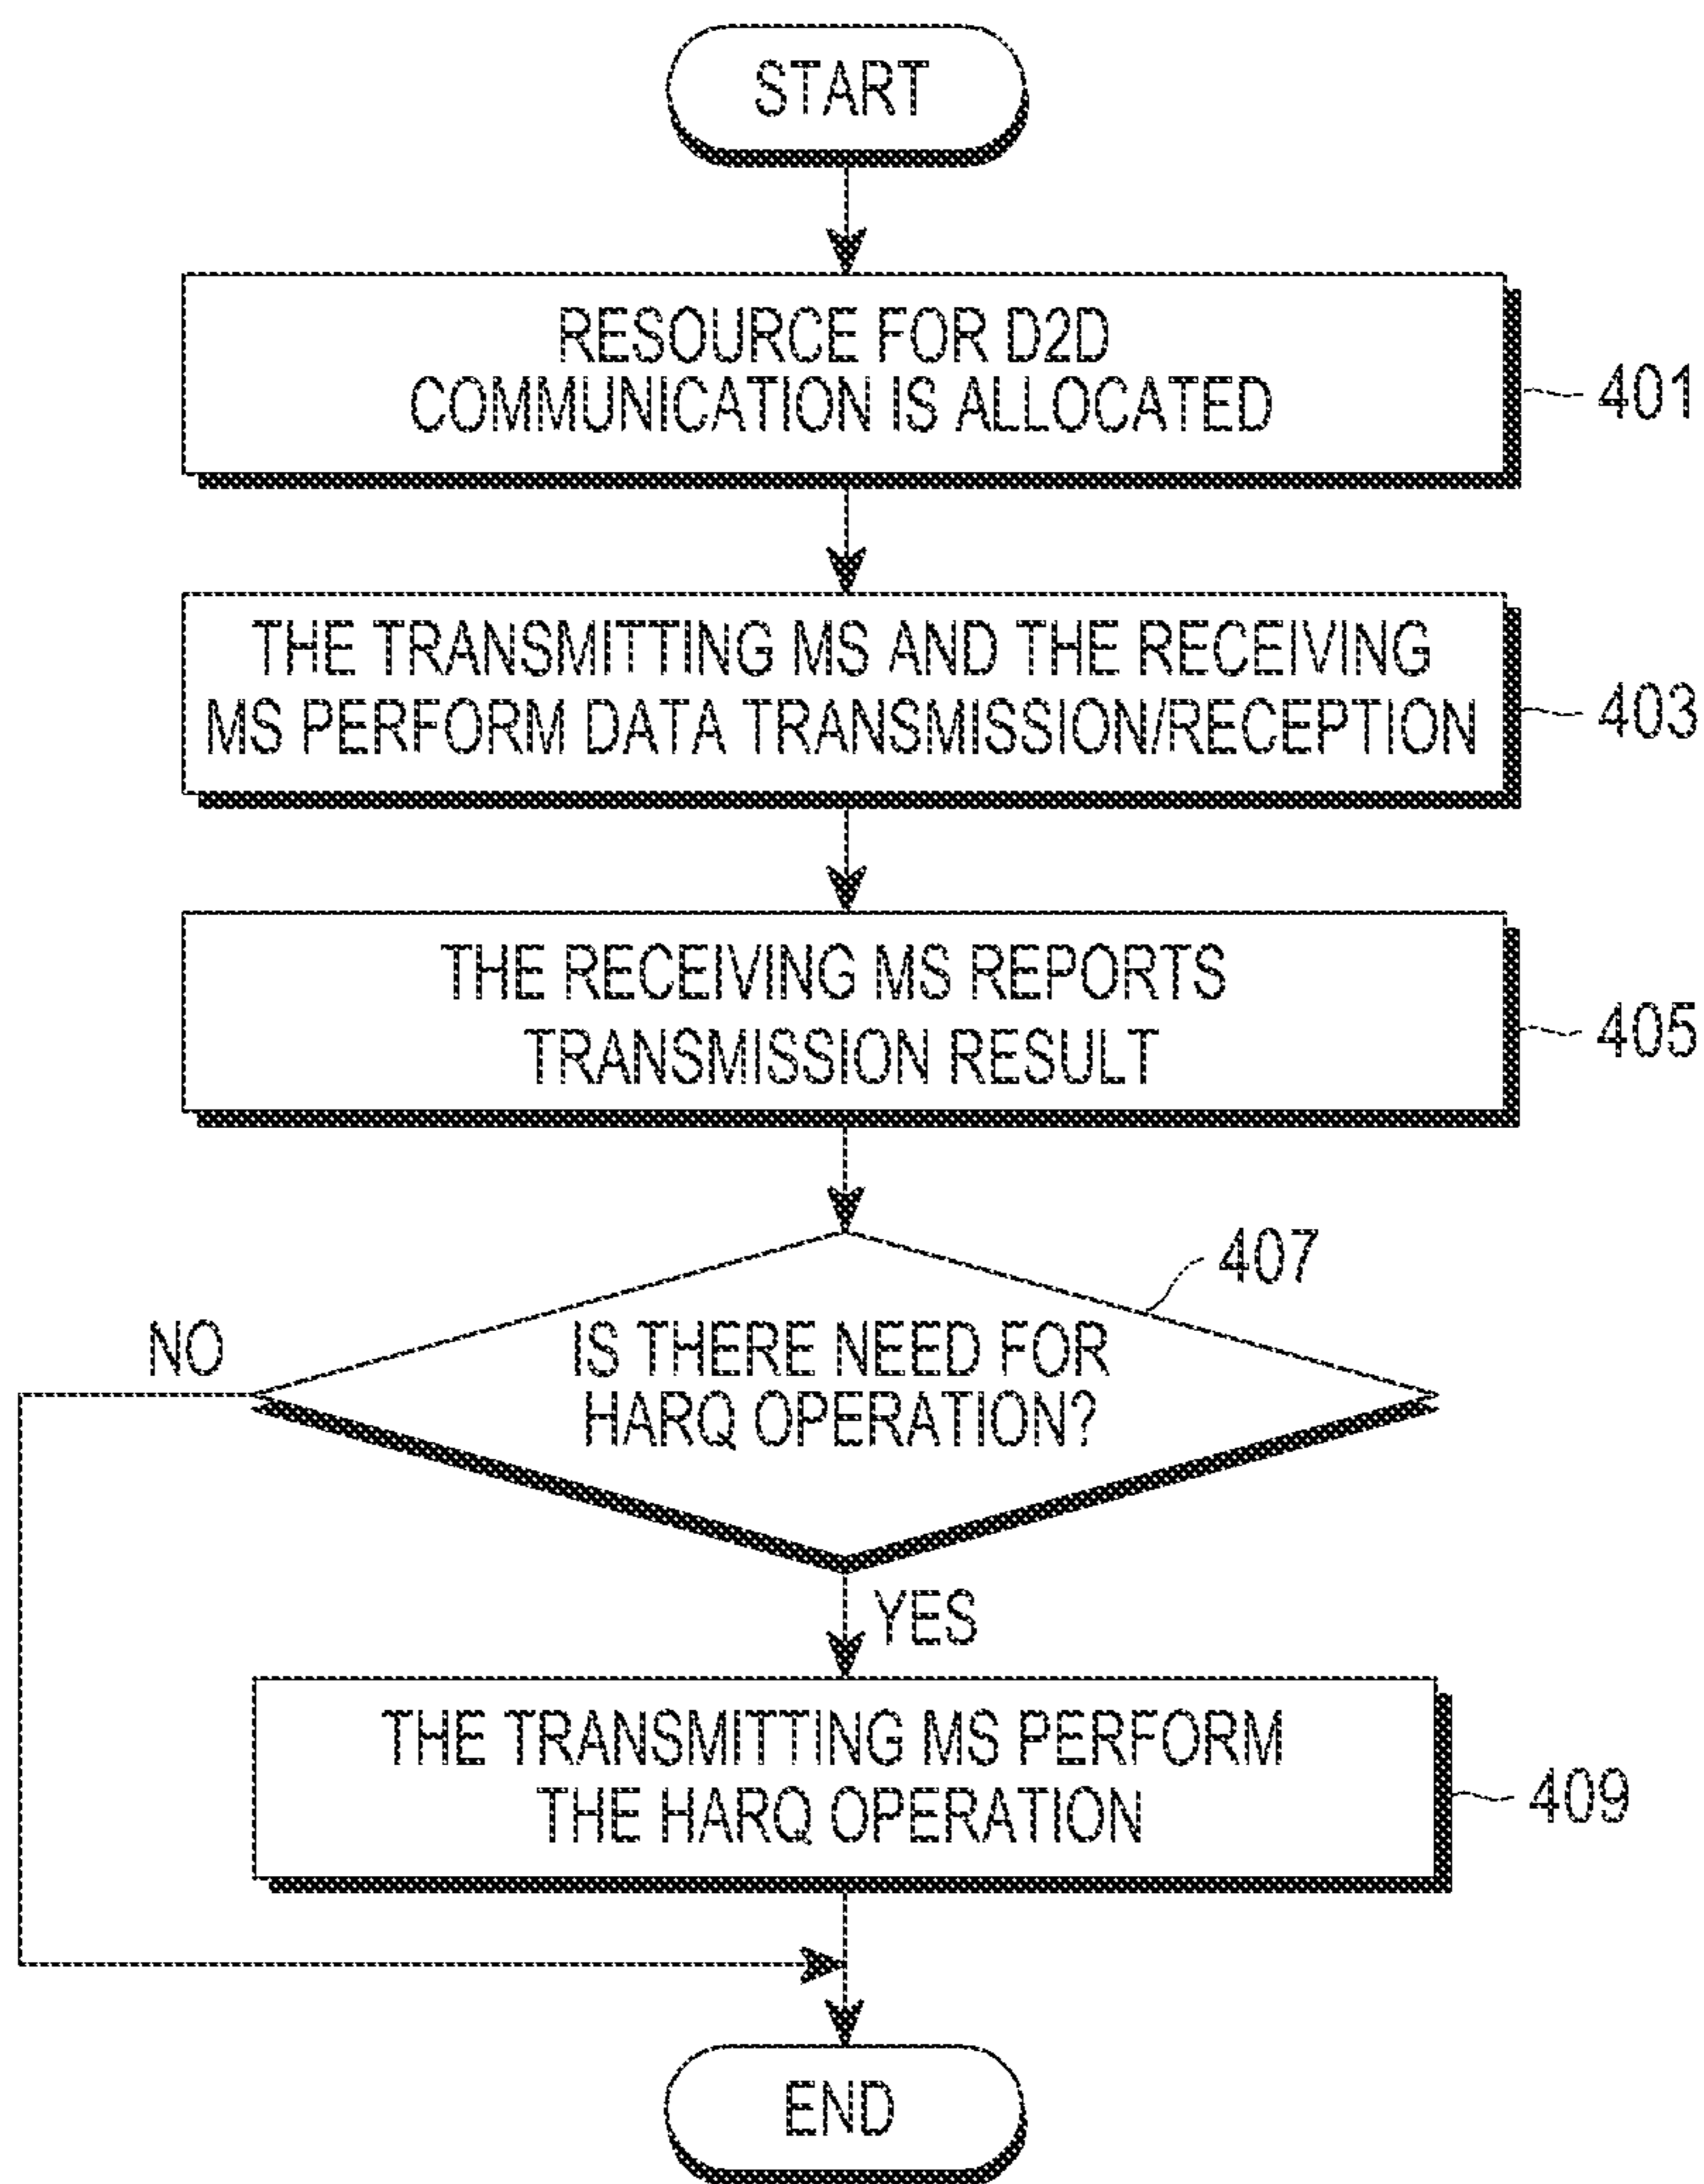 START
RESOURCE FOR D2D
COMMUNICATION IS ALLOCATED
401
THE TRANSMITTING MS AND THE RECEIVING
MS PERFORM DATA TRANSMISSION/RECEPTION
403
THE RECEIVING MS REPORTS
TRANSMISSION RESULT
405
407
NO
IS THERE NEED FOR
HARQ OPERATION?
YES
THE TRANSMITTING MS PERFORM
THE HARQ OPERATION
409
END